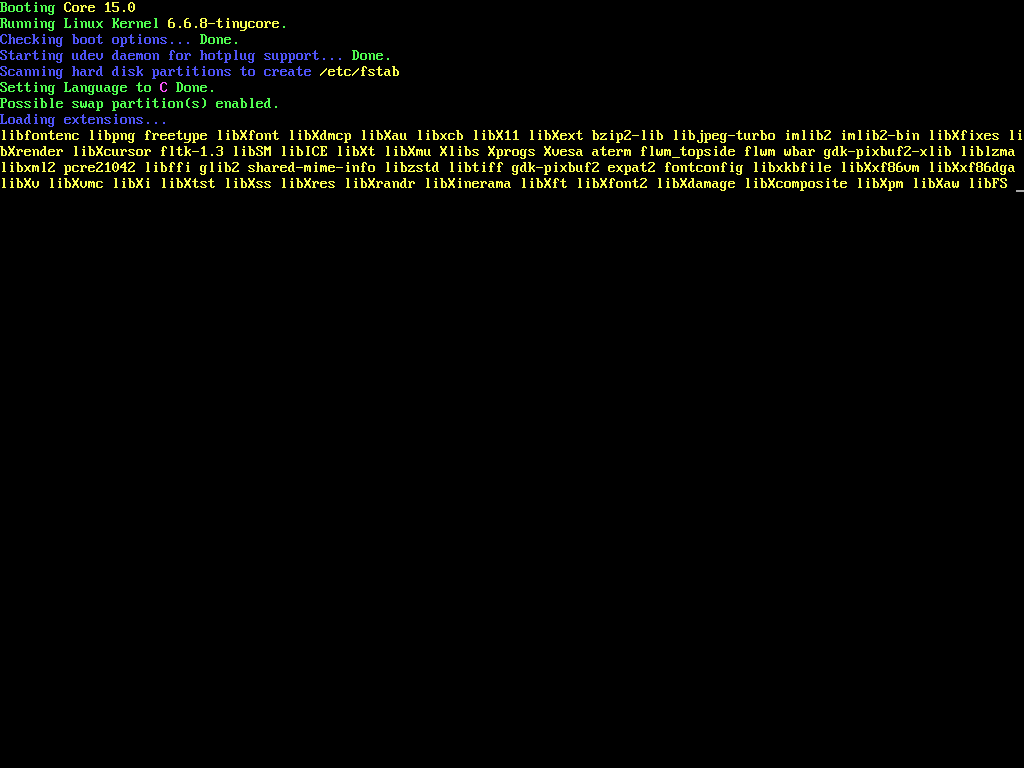 Booting Core 15.0
Running Linux Kernel 6.6.8-tinycore.
Checking boot options... Done.
Starting udev daemon for hotplug support... Done.
Scanning hard disk partitions to create /etc/fstab
Setting Language to C Done.
Possible swap partition(s) enabled.
Loading extensions...
libfontenc libpng freetype libXfont libXdmcp libXau libxcb libX11 libXext bzip2-lib libjpeg-turbo imlib2 imlib2-bin libXfixes li
bXrender libXcursor fltk-1.3 libSM libICE libXt libXmu Xlibs Xprogs Xvesa aterm flwm_topside flwm wbar gdk-pixbuf2-xlib liblzma
libxml2 pcre21042 libffi glib2 shared-mime-info libzstd libtiff gdk-pixbuf2 expat2 fontconfig libxkbfile libXxf86vm libXxf86dga
libXv libXvmc libXi libXtst libXss libXres libXrandr libXinerama libXft libXfont2 libXdamage libXcomposite libXpm libXaw libFS _